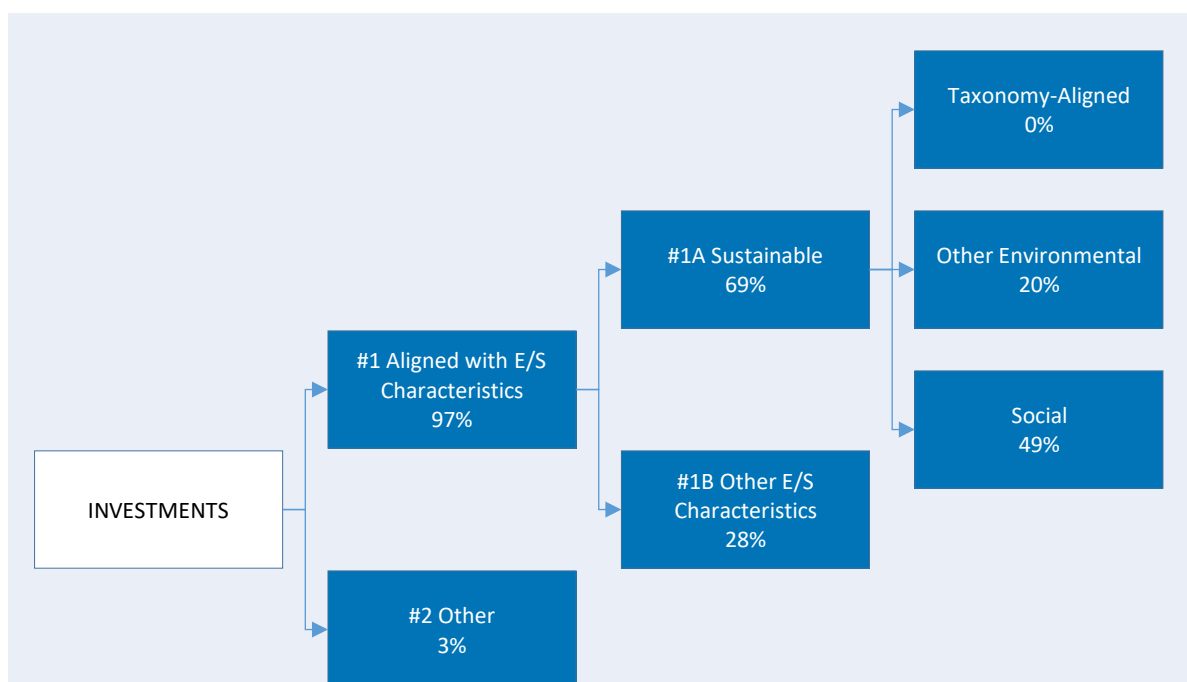 INVESTMENTS
#1 Aligned with E/S
Characteristics
97%
#2 Other
3%
#1A Sustainable
69%
#1B Other E/S
Characteristics
28%
Taxonomy-Aligned
0%
Other Environmental
20%
Social
49%